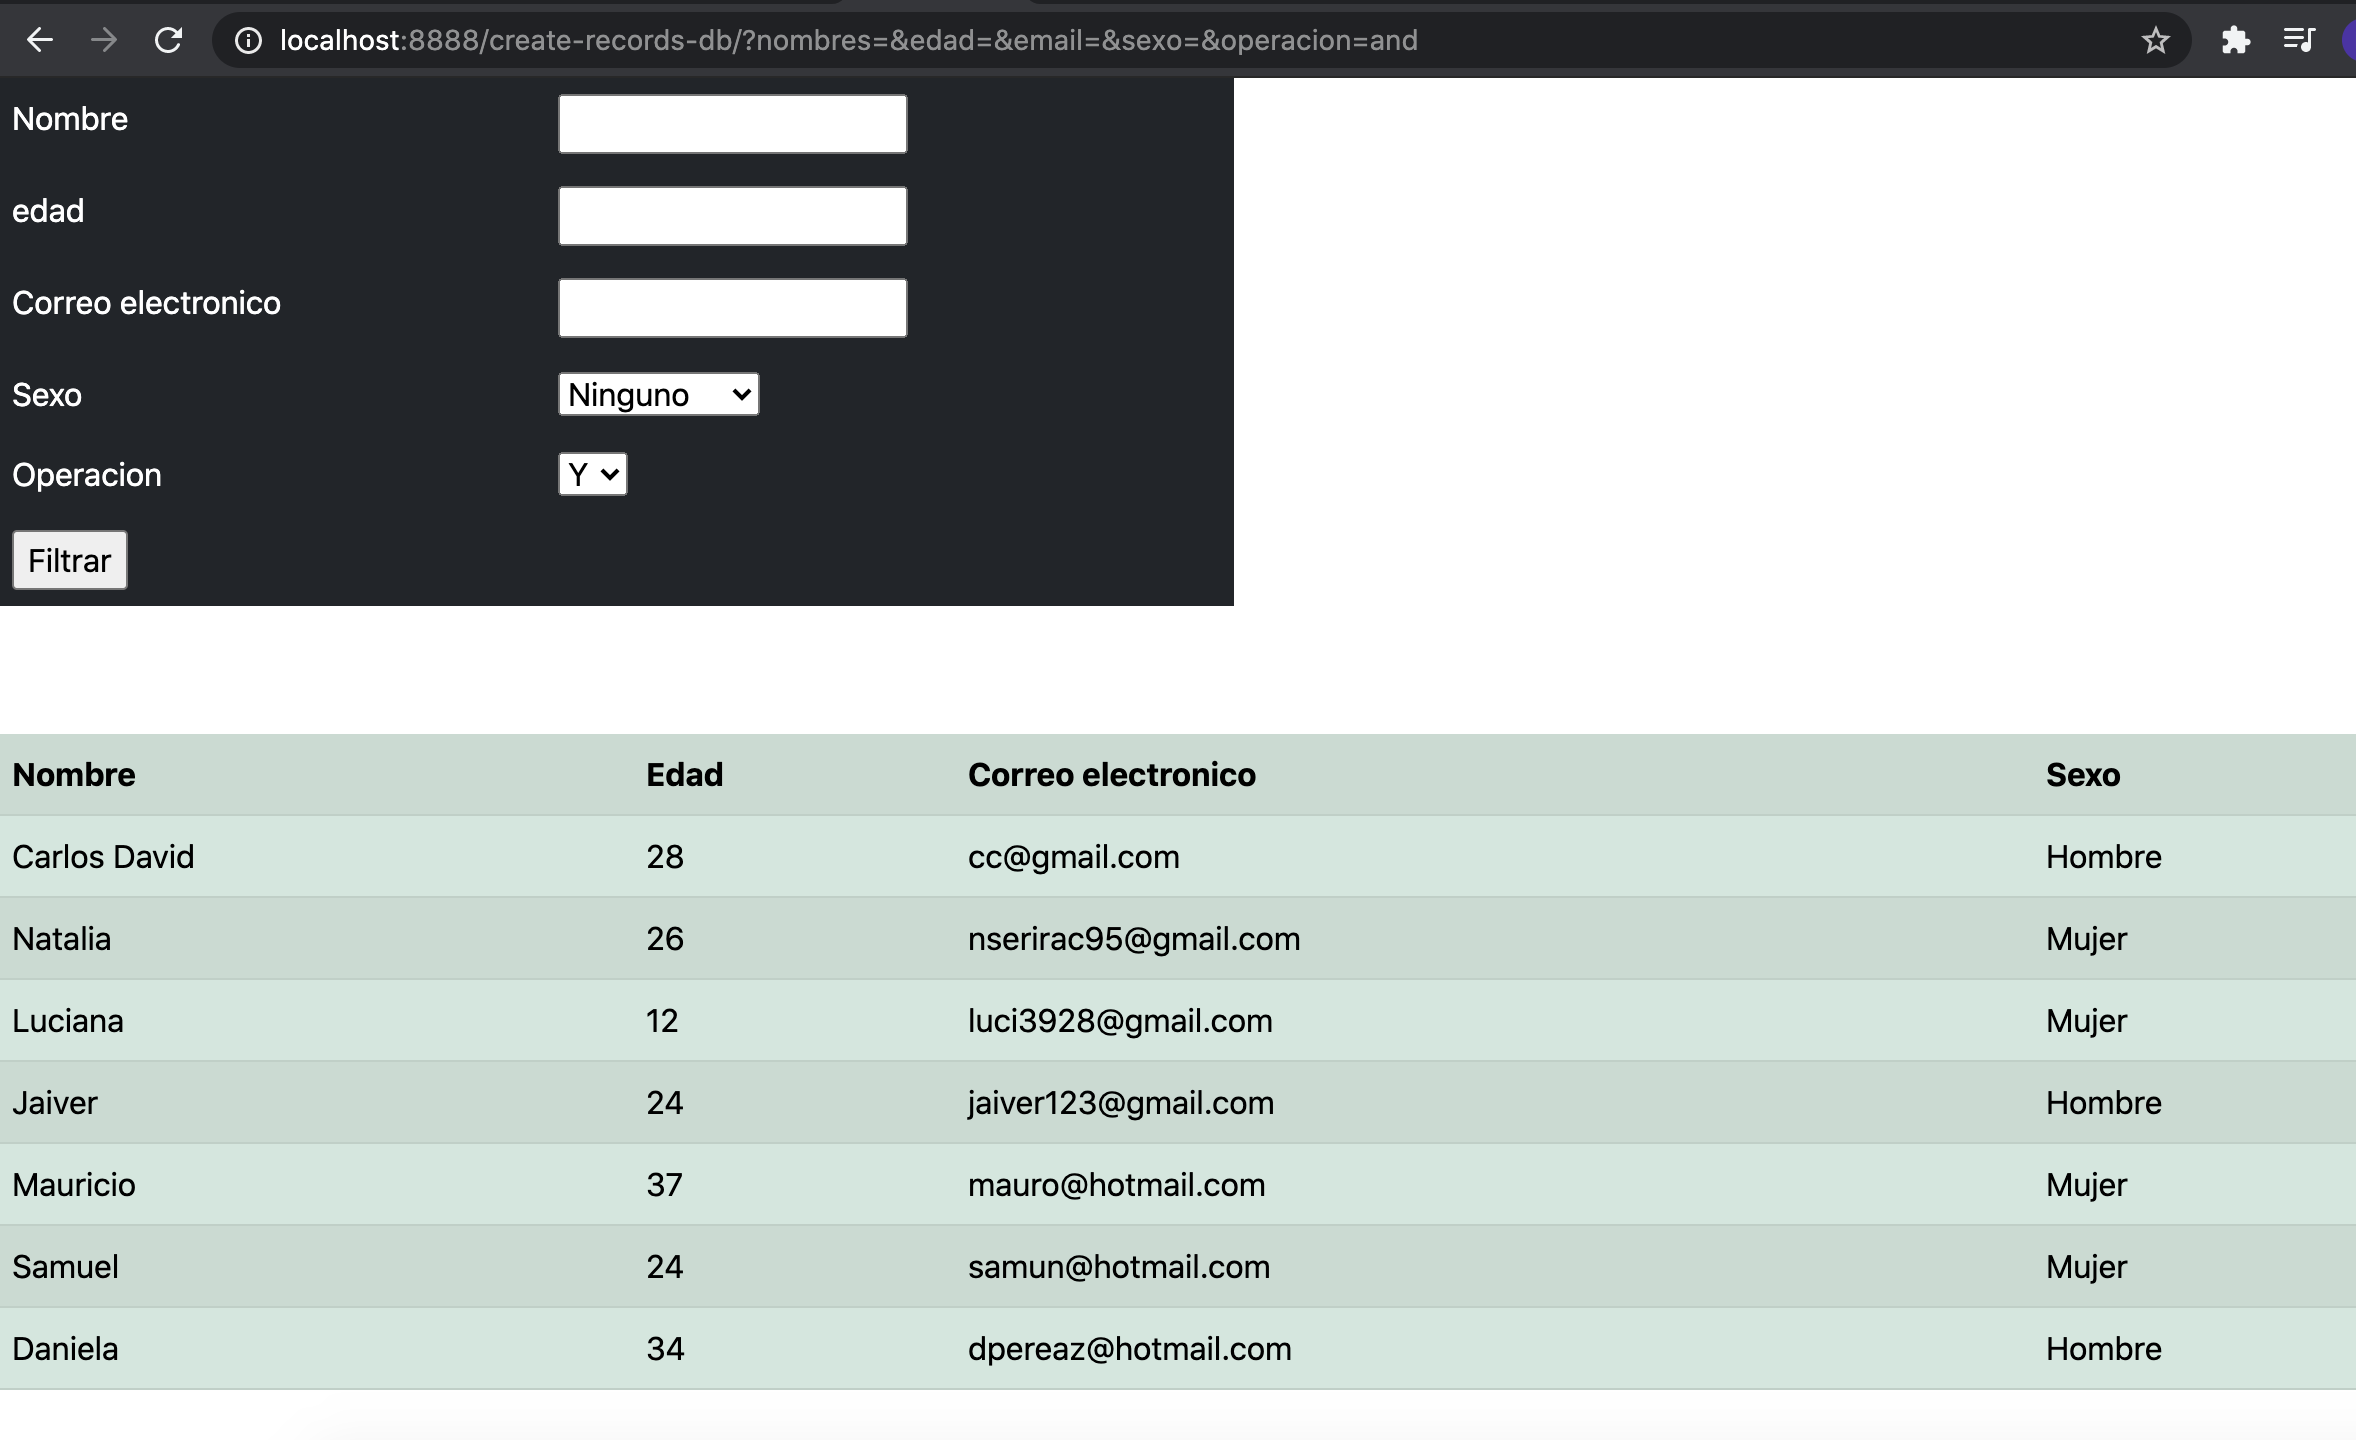 localhost:8888/create-records-db/?nombres=&edad=&email=&sexo=&operacion=and
Nombre
edad
Correo electronico
Sexo Ninguno
Operacion Y
Filtrar
Nombre Edad Correo electronico Sexo
Carlos David 28 cc@gmail.com Hombre
Natalia 26 nserirac95@gmail.com Mujer
Luciana 12 luci3928@gmail.com Mujer
Jaiver 24 jaiver123@gmail.com Hombre
Mauricio 37 mauro@hotmail.com Mujer
Samuel 24 samun@hotmail.com Mujer
Daniela 34 dpereaz@hotmail.com Hombre